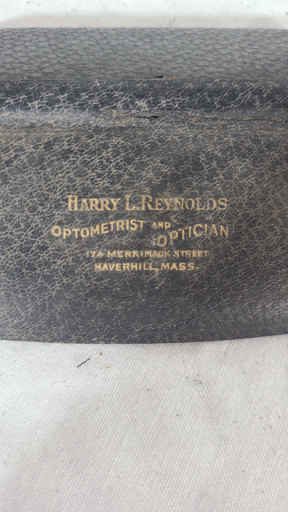 HARRY L. REYNOLDS
OPTOMETRIST AND OPTICIAN
174 MERRIMACK STREET
HAVERHILL, MASS.